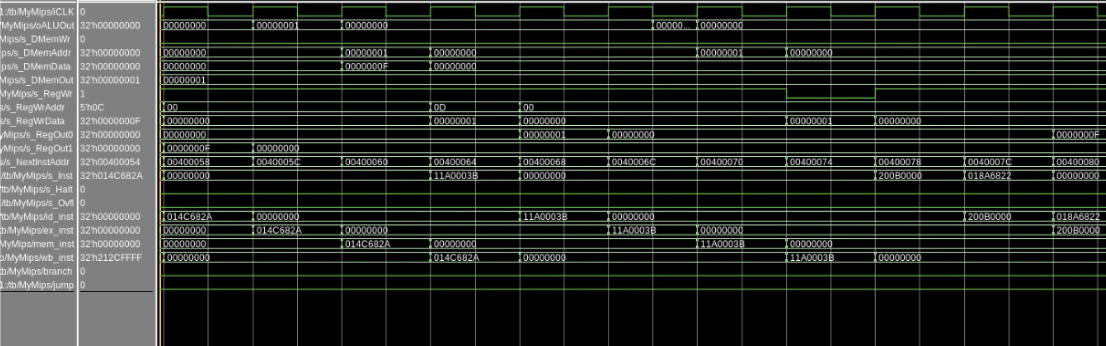 1:/tb/MyMips/iCLK 0
/MyMips/oALUOut 32'h00000000 00000000 00000001 00000000 00000... 00000000
Mips/s_DMemWr 0
ips/s_DMemAddr 32'h00000000 00000000 00000001 00000000 00000001 00000000
ps/s_DMemData 32'h00000000 00000000 0000000F 00000000
Mips/s_DMemOut 32'h00000001 00000001
MyMips/s_RegWr 1
s/s_RegWrAddr 5'h0C 00 0D 00
s/s_RegWrData 32'h0000000F 00000000 00000001 00000000 00000001 00000000
yMips/s_RegOut0 32'h00000000 00000000 00000001 00000000 0000000F
yMips/s_RegOut1 32'h00000000 0000000F 00000000
s/s_NextInstAddr 32'h00400054 00400058 0040005C 00400060 00400064 00400068 0040006C 00400070 00400074 00400078 0040007C 00400080
/tb/MyMips/s_Inst 32'h014C682A 00000000 11A0003B 00000000 200B0000 018A6822 00000000
/tb/MyMips/s_Halt 0
:/tb/MyMips/s_Ovfl 0
/tb/MyMips/id_inst 32'h00000000 014C682A 00000000 11A0003B 00000000 200B0000 018A6822
tb/MyMips/ex_inst 32'h00000000 00000000 014C682A 00000000 11A0003B 00000000 200B0000
MyMips/mem_inst 32'h00000000 00000000 014C682A 00000000 11A0003B 00000000
b/MyMips/wb_inst 32'h212CFFFF 00000000 014C682A 00000000 11A0003B 00000000
/tb/MyMips/branch 0
1:/tb/MyMips/jump 0